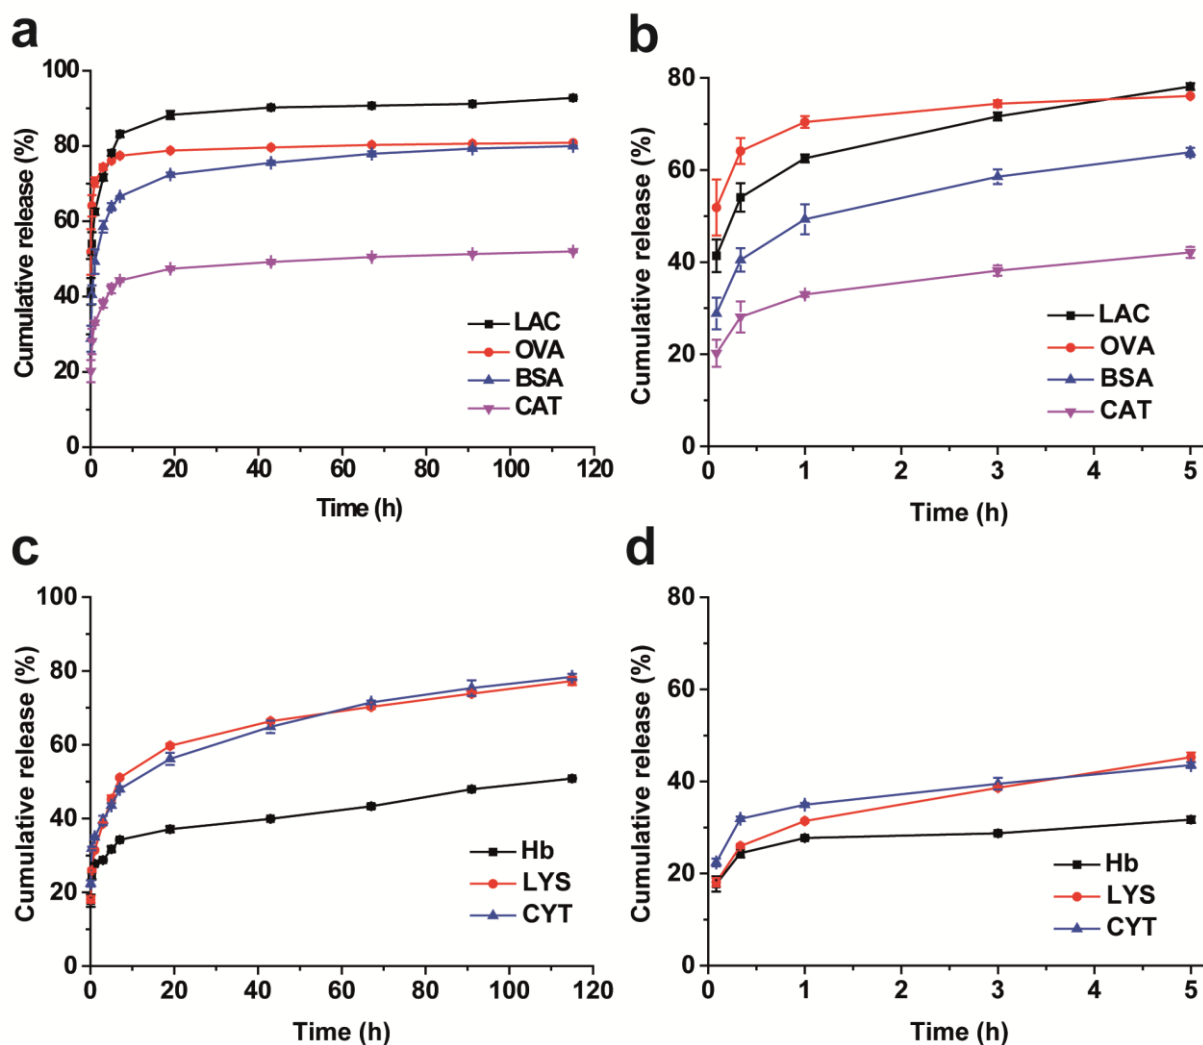 a
Cumulative release (%)
100
80
60
40
20
0
LAC
OVA
BSA
CAT
0 20 40 60 80 100 120
Time (h)
b
Cumulative release (%)
80
60
40
20
0
LAC
OVA
BSA
CAT
0 1 2 3 4 5
Time (h)
c
Cumulative release (%)
100
80
60
40
20
0
Hb
LYS
CYT
0 20 40 60 80 100 120
Time (h)
d
Cumulative release (%)
80
60
40
20
0
Hb
LYS
CYT
0 1 2 3 4 5
Time (h)